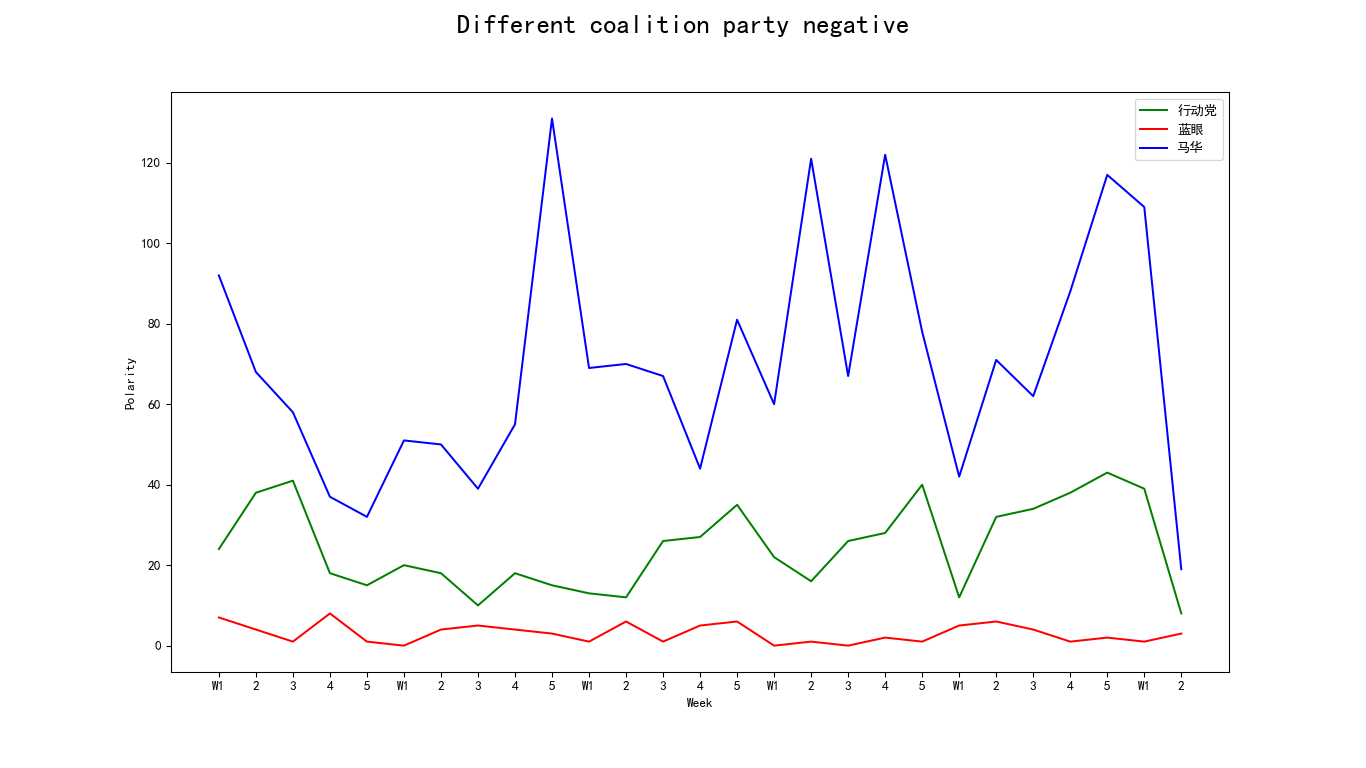 Different coalition party negative
行动党
蓝眼
马华
120
100
80
60
40
20
0
Polarity
W1 2 3 4 5 W1 2 3 4 5 W1 2 3 4 5 W1 2 3 4 5 W1 2 3 4 5 W1 2
Week